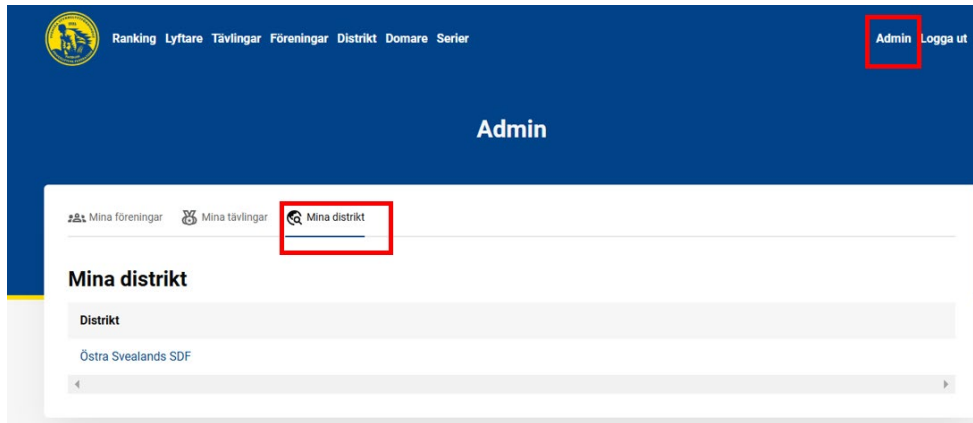 Ranking Lyftare Tävlingar Föreningar Distrikt Domare Serier Admin Logga ut
Admin
Mina föreningar Mina tävlingar Mina distrikt
Mina distrikt
Distrikt
Östra Svealands SDF